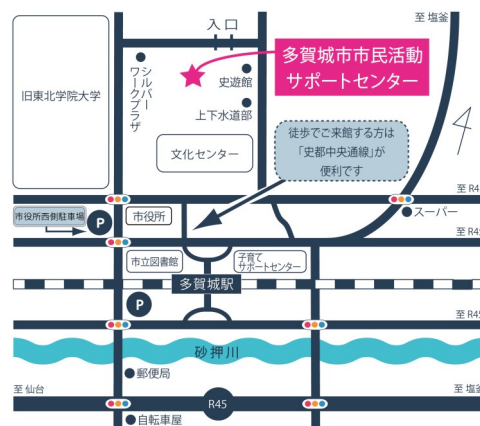 至 塩釜
入口
多賀城市市民活動
サポートセンター
シルバー
ワークプラザ
史遊館
上下水道部
旧東北学院大学
文化センター
徒歩でご来館する方は
「史都中央通線」が
便利です
至 R4
スーパー
市役所西側駐車場
P
市役所
至 R4
市立図書館
子育て
サポートセンター
多賀城駅
P
至 R45
砂押川
郵便局
至 仙台
R45
至 塩釜
自転車屋